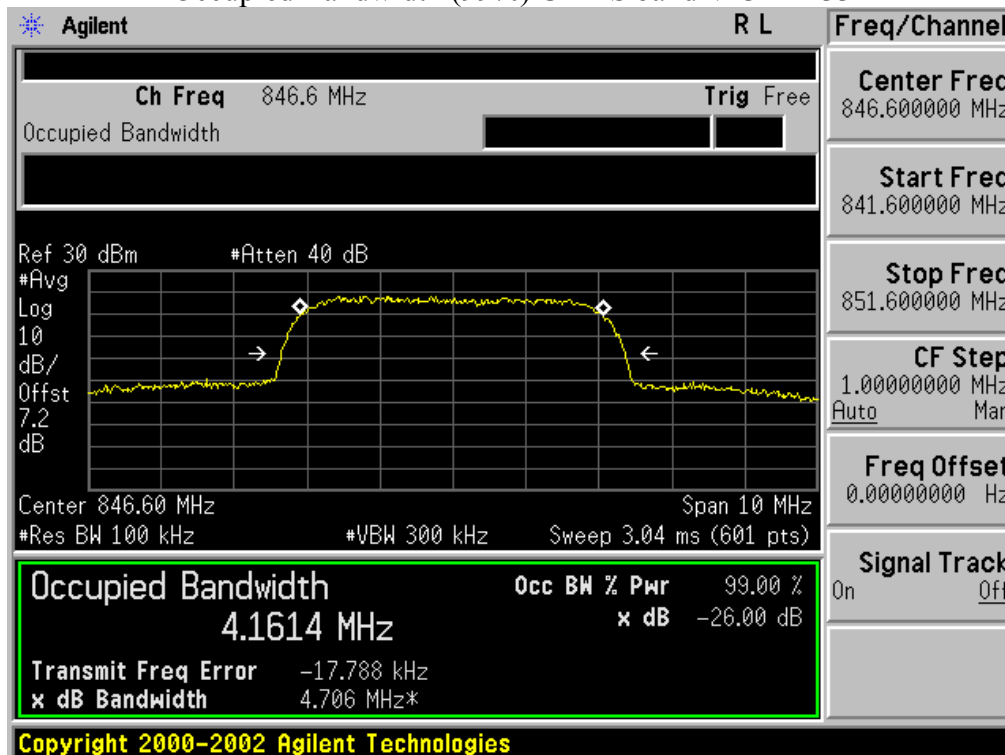 Agilent R L Freq/Channel
Ch Freq 846.6 MHz Trig Free
Occupied Bandwidth
Center Freq
846.600000 MHz
Start Freq
841.600000 MHz
Stop Freq
851.600000 MHz
CF Step
1.00000000 MHz
Auto Man
Freq Offset
0.00000000 Hz
Signal Track
On Off
Ref 30 dBm #Atten 40 dB
#Avg
Log
10
dB/
Offst
7.2
dB
Center 846.60 MHz Span 10 MHz
#Res BW 100 kHz #VBW 300 kHz Sweep 3.04 ms (601 pts)
Occupied Bandwidth Occ BW % Pwr 99.00 %
4.1614 MHz x dB -26.00 dB
Transmit Freq Error -17.788 kHz
x dB Bandwidth 4.706 MHz*
Copyright 2000-2002 Agilent Technologies